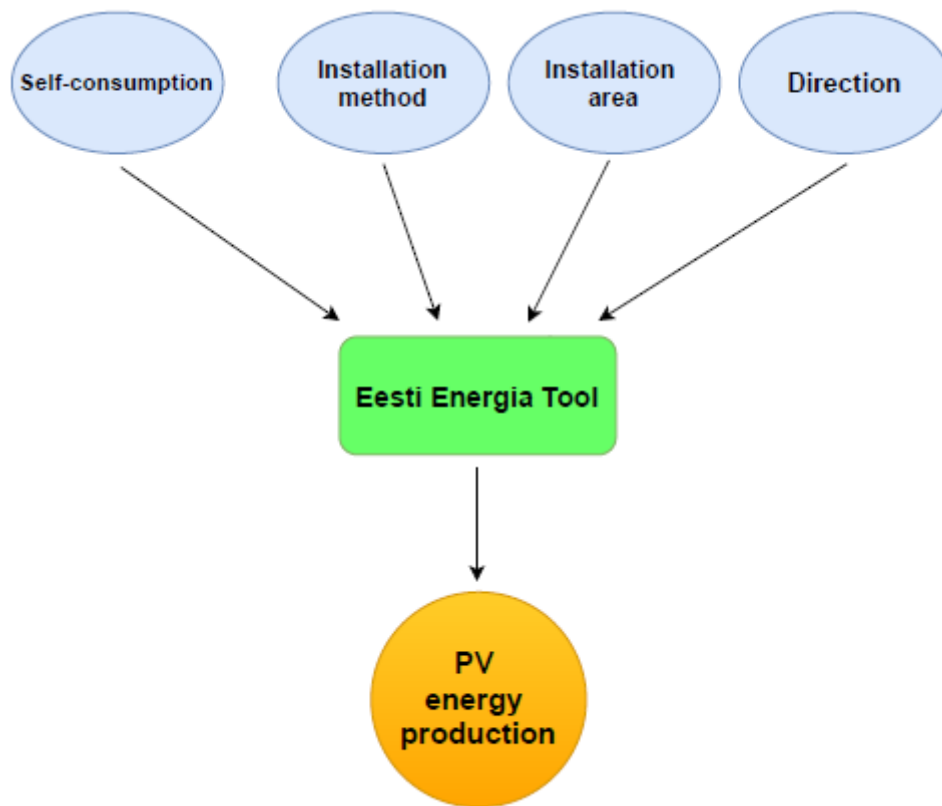 Self-consumption
Installation
method
Installation
area
Direction
Eesti Energia Tool
PV
energy
production